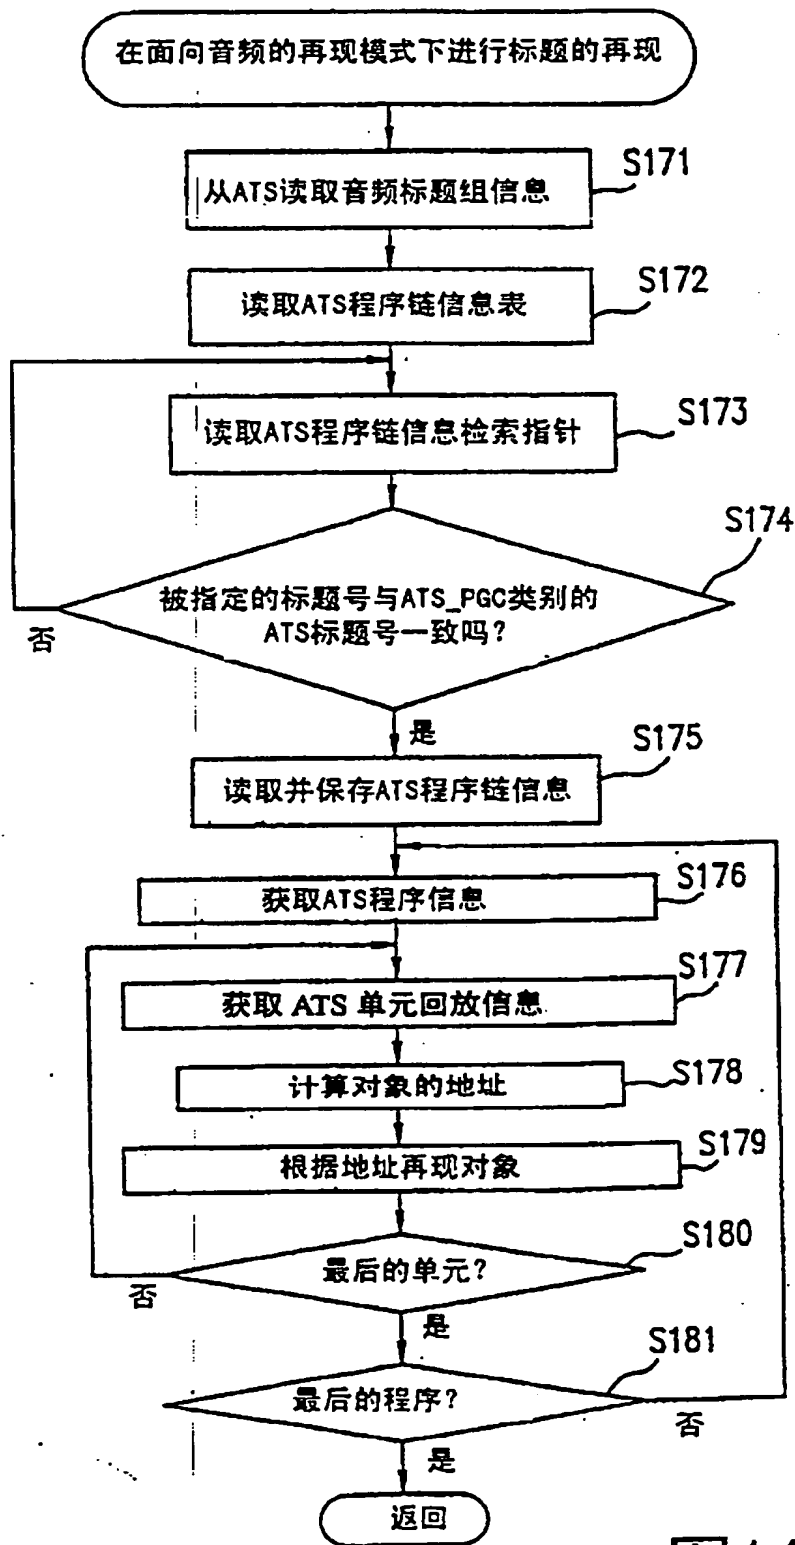 在面向音频的再现模式下进行标题的再现
S171
从ATS读取音频标题组信息
S172
读取ATS程序链信息表
S173
读取ATS程序链信息检索指针
S174
被指定的标题号与ATS_PGC类别的
ATS标题号一致吗?
否
是
S175
读取并保存ATS程序链信息
S176
获取ATS程序信息
S177
获取 ATS 单元回放信息
S178
计算对象的地址
S179
根据地址再现对象
S180
最后的单元?
否
是
S181
最后的程序?
否
是
返回